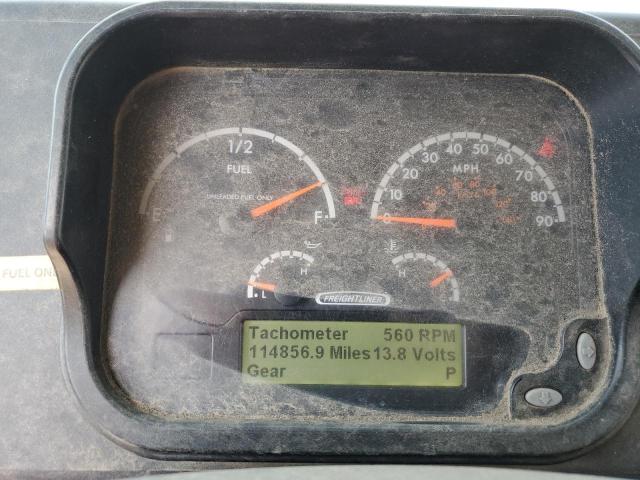 1/2
FUEL
UNLEADED FUEL ONLY
E
F
10
20
30
40
50
60
70
80
90
0
MPH
L
H
H
FREIGHTLINER
FUEL ONLY
Tachometer 560 RPM
114856.9 Miles 13.8 Volts
Gear P